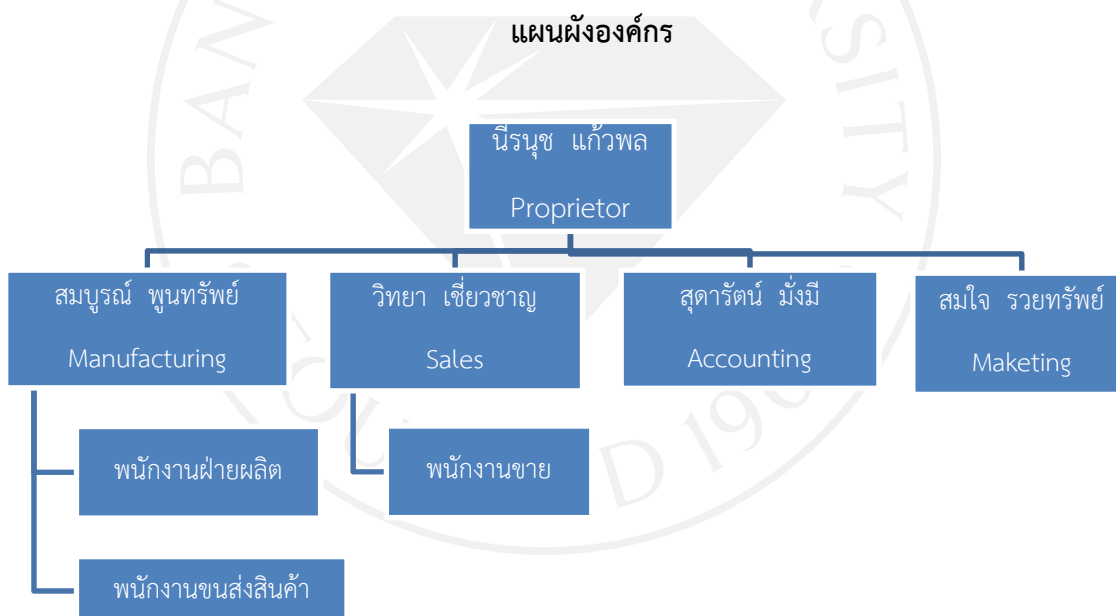 แผนผังองค์กร
นีรนุช แก้วพล
Proprietor
สมบูรณ์ พูนทรัพย์
Manufacturing
วิทยา เชี่ยวชาญ
Sales
สุดารัตน์ มั่งมี
Accounting
สมใจ รวยทรัพย์
Maketing
พนักงานฝ่ายผลิต
พนักงานขาย
พนักงานขนส่งสินค้า